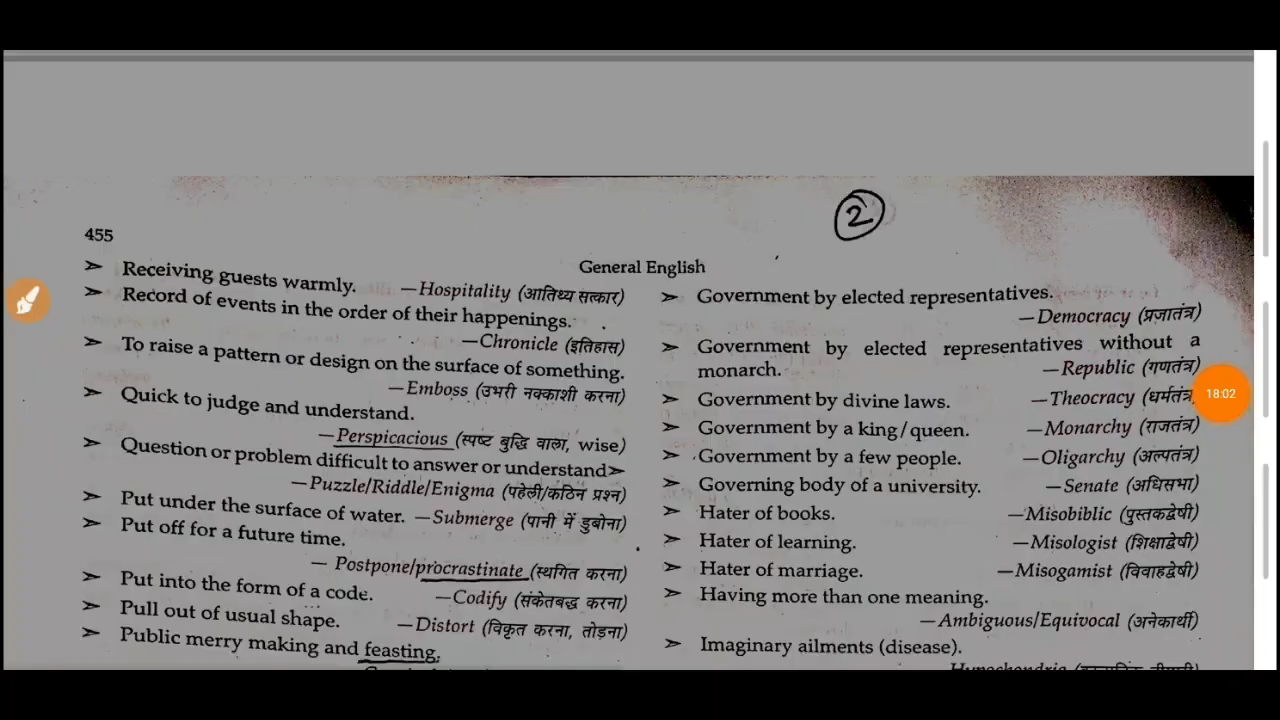 2
455
General English
➢ Receiving guests warmly. —Hospitality (आतिथ्य सत्कार)
➢ Record of events in the order of their happenings.
—Chronicle (इतिहास)
➢ To raise a pattern or design on the surface of something.
—Emboss (उभरी नक्काशी करना)
➢ Quick to judge and understand.
—Perspicacious (स्पष्ट बुद्धि वाला, wise)
➢ Question or problem difficult to answer or understand➢
—Puzzle/Riddle/Enigma (पहेली/कठिन प्रश्न)
➢ Put under the surface of water. —Submerge (पानी में डुबोना)
➢ Put off for a future time.
— Postpone/procrastinate (स्थगित करना)
➢ Put into the form of a code. —Codify (संकेतबद्ध करना)
➢ Pull out of usual shape. —Distort (विकृत करना, तोड़ना)
➢ Public merry making and feasting.
➢ Government by elected representatives.
—Democracy (प्रजातंत्र)
➢ Government by elected representatives without a
monarch. —Republic (गणतंत्र)
➢ Government by divine laws. —Theocracy (धर्मतंत्र
➢ Government by a king/queen. —Monarchy (राजतंत्र)
➢ Government by a few people. —Oligarchy (अल्पतंत्र)
➢ Governing body of a university. —Senate (अधिसभा)
➢ Hater of books. —Misobiblic (पुस्तकद्वेषी)
➢ Hater of learning. —Misologist (शिक्षाद्वेषी)
➢ Hater of marriage. —Misogamist (विवाहद्वेषी)
➢ Having more than one meaning.
—Ambiguous/Equivocal (अनेकार्थी)
➢ Imaginary ailments (disease).
18:02